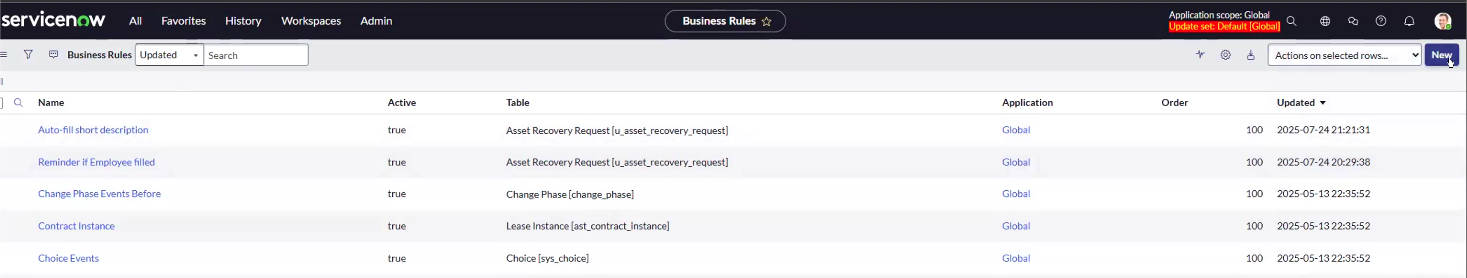 servicenow All Favorites History Workspaces Admin Business Rules Application scope: Global
Update set: Default [Global]
Business Rules Updated Search Actions on selected rows... New
Name Active Table Application Order Updated
Auto-fill short description true Asset Recovery Request [u_asset_recovery_request] Global 100 2025-07-24 21:21:31
Reminder if Employee filled true Asset Recovery Request [u_asset_recovery_request] Global 100 2025-07-24 20:29:38
Change Phase Events Before true Change Phase [change_phase] Global 100 2025-05-13 22:35:52
Contract Instance true Lease Instance [ast_contract_instance] Global 100 2025-05-13 22:35:52
Choice Events true Choice [sys_choice] Global 100 2025-05-13 22:35:52